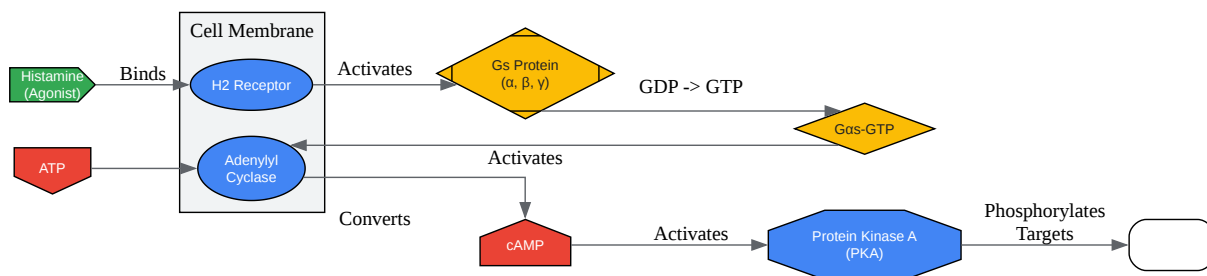 Cell Membrane
Histamine
(Agonist)
Binds
H2 Receptor
Activates
Gs Protein
(α, β, γ)
GDP -> GTP
Gαs-GTP
Activates
ATP
Adenylyl
Cyclase
Converts
cAMP
Activates
Protein Kinase A
(PKA)
Phosphorylates
Targets